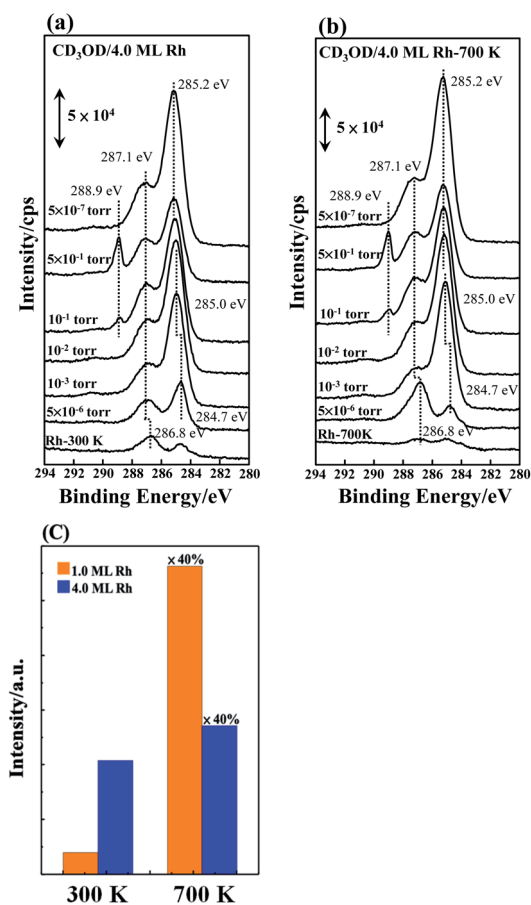 (a)
CD₃OD/4.0 ML Rh
285.2 eV
5 × 10⁴
287.1 eV
288.9 eV
5×10⁻⁷ torr
5×10⁻¹ torr
285.0 eV
10⁻¹ torr
10⁻² torr
10⁻³ torr
284.7 eV
5×10⁻⁶ torr
286.8 eV
Rh-300 K
294 292 290 288 286 284 282 280
Binding Energy/eV
Intensity/cps
(b)
CD₃OD/4.0 ML Rh-700 K
285.2 eV
5 × 10⁴
287.1 eV
288.9 eV
5×10⁻⁷ torr
5×10⁻¹ torr
285.0 eV
10⁻¹ torr
10⁻² torr
10⁻³ torr
284.7 eV
5×10⁻⁶ torr
286.8 eV
Rh-700K
294 292 290 288 286 284 282 280
Binding Energy/eV
Intensity/cps
(C)
1.0 ML Rh
4.0 ML Rh
× 40%
× 40%
Intensity/a.u.
300 K 700 K